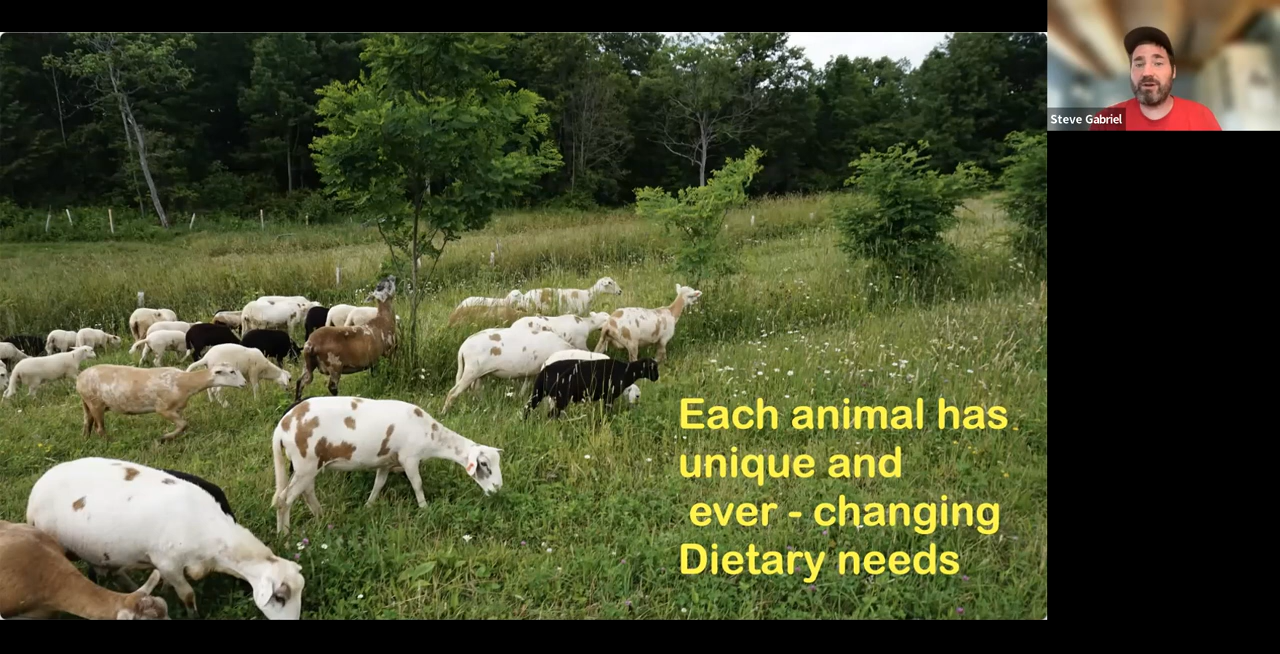 Steve Gabriel
Each animal has
unique and
ever - changing
Dietary needs